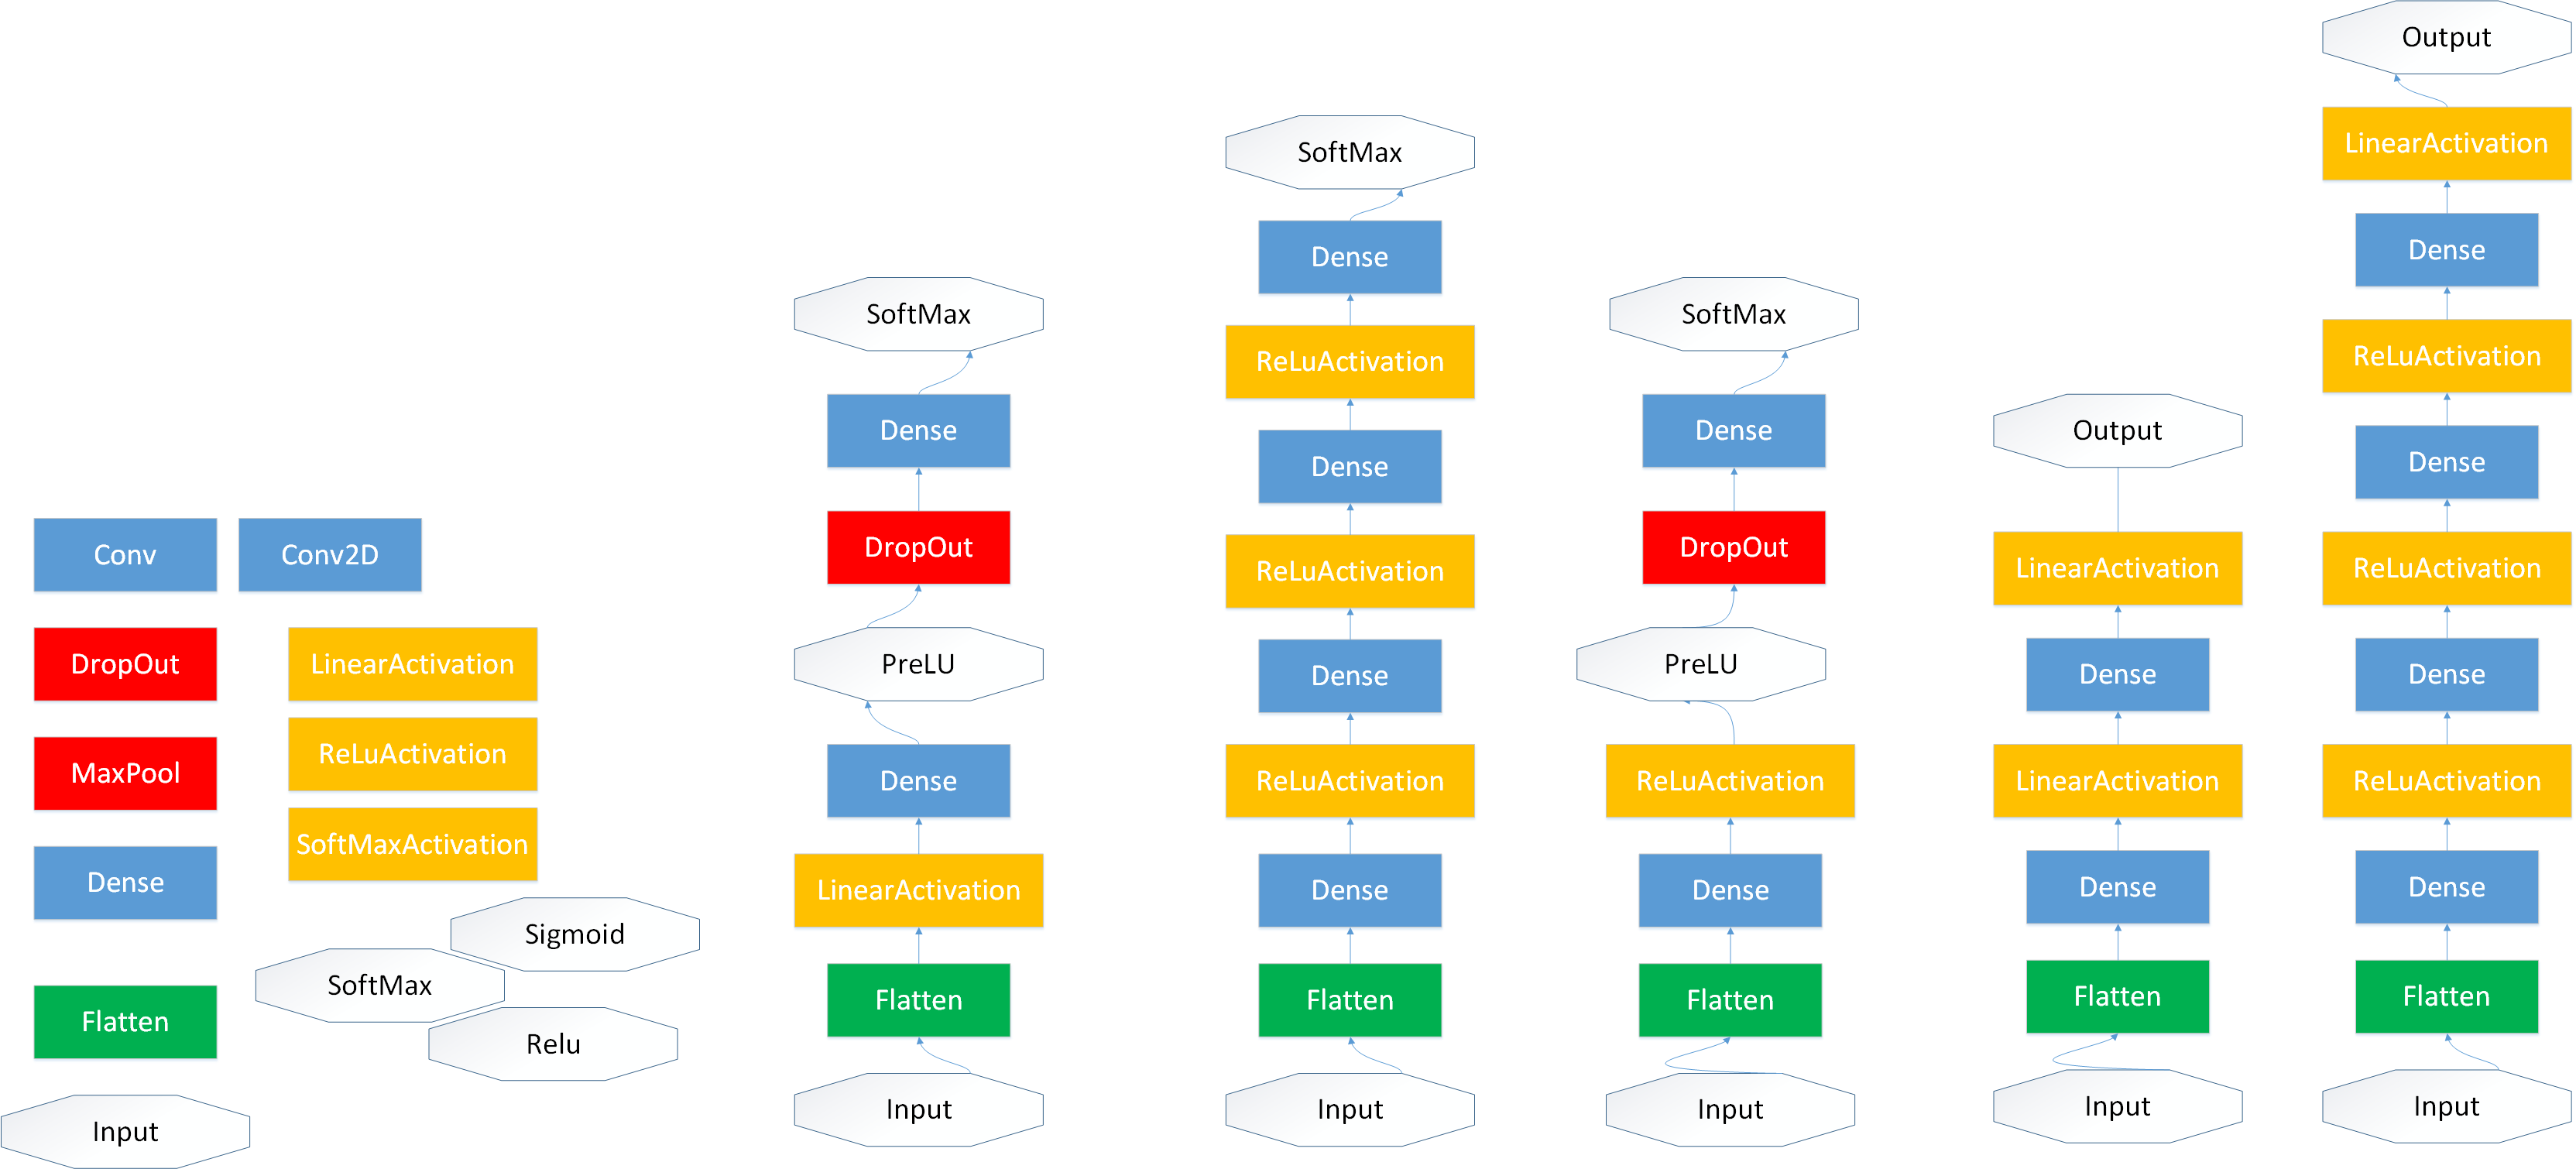 Conv
Conv2D
DropOut
LinearActivation
MaxPool
ReLuActivation
SoftMaxActivation
Dense
Sigmoid
SoftMax
Flatten
Relu
Input
SoftMax
Dense
DropOut
PreLU
Dense
LinearActivation
Flatten
Input
SoftMax
Dense
ReLuActivation
Dense
ReLuActivation
Dense
ReLuActivation
Dense
Flatten
Input
SoftMax
Dense
DropOut
PreLU
ReLuActivation
Dense
Flatten
Input
Output
LinearActivation
Dense
LinearActivation
Dense
Flatten
Input
Output
LinearActivation
Dense
ReLuActivation
Dense
ReLuActivation
Dense
ReLuActivation
Dense
Flatten
Input